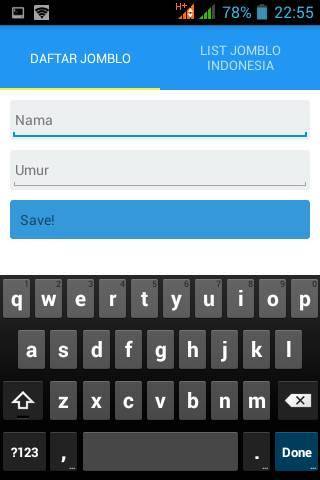 H+ 78% 22:55
DAFTAR JOMBLO
LIST JOMBLO
INDONESIA
Nama
Umur
Save!
1 2 3 4 5 6 7 8 9 0
q w e r t y u i o p
a s d f g h j k l
z x c v b n m
?123 , . Done